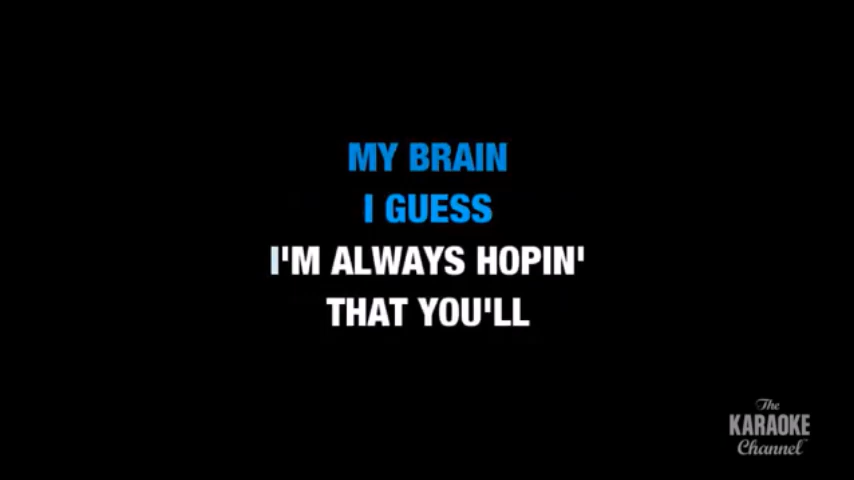 MY BRAIN
I GUESS
I'M ALWAYS HOPIN'
THAT YOU'LL
The
KARAOKE
Channel